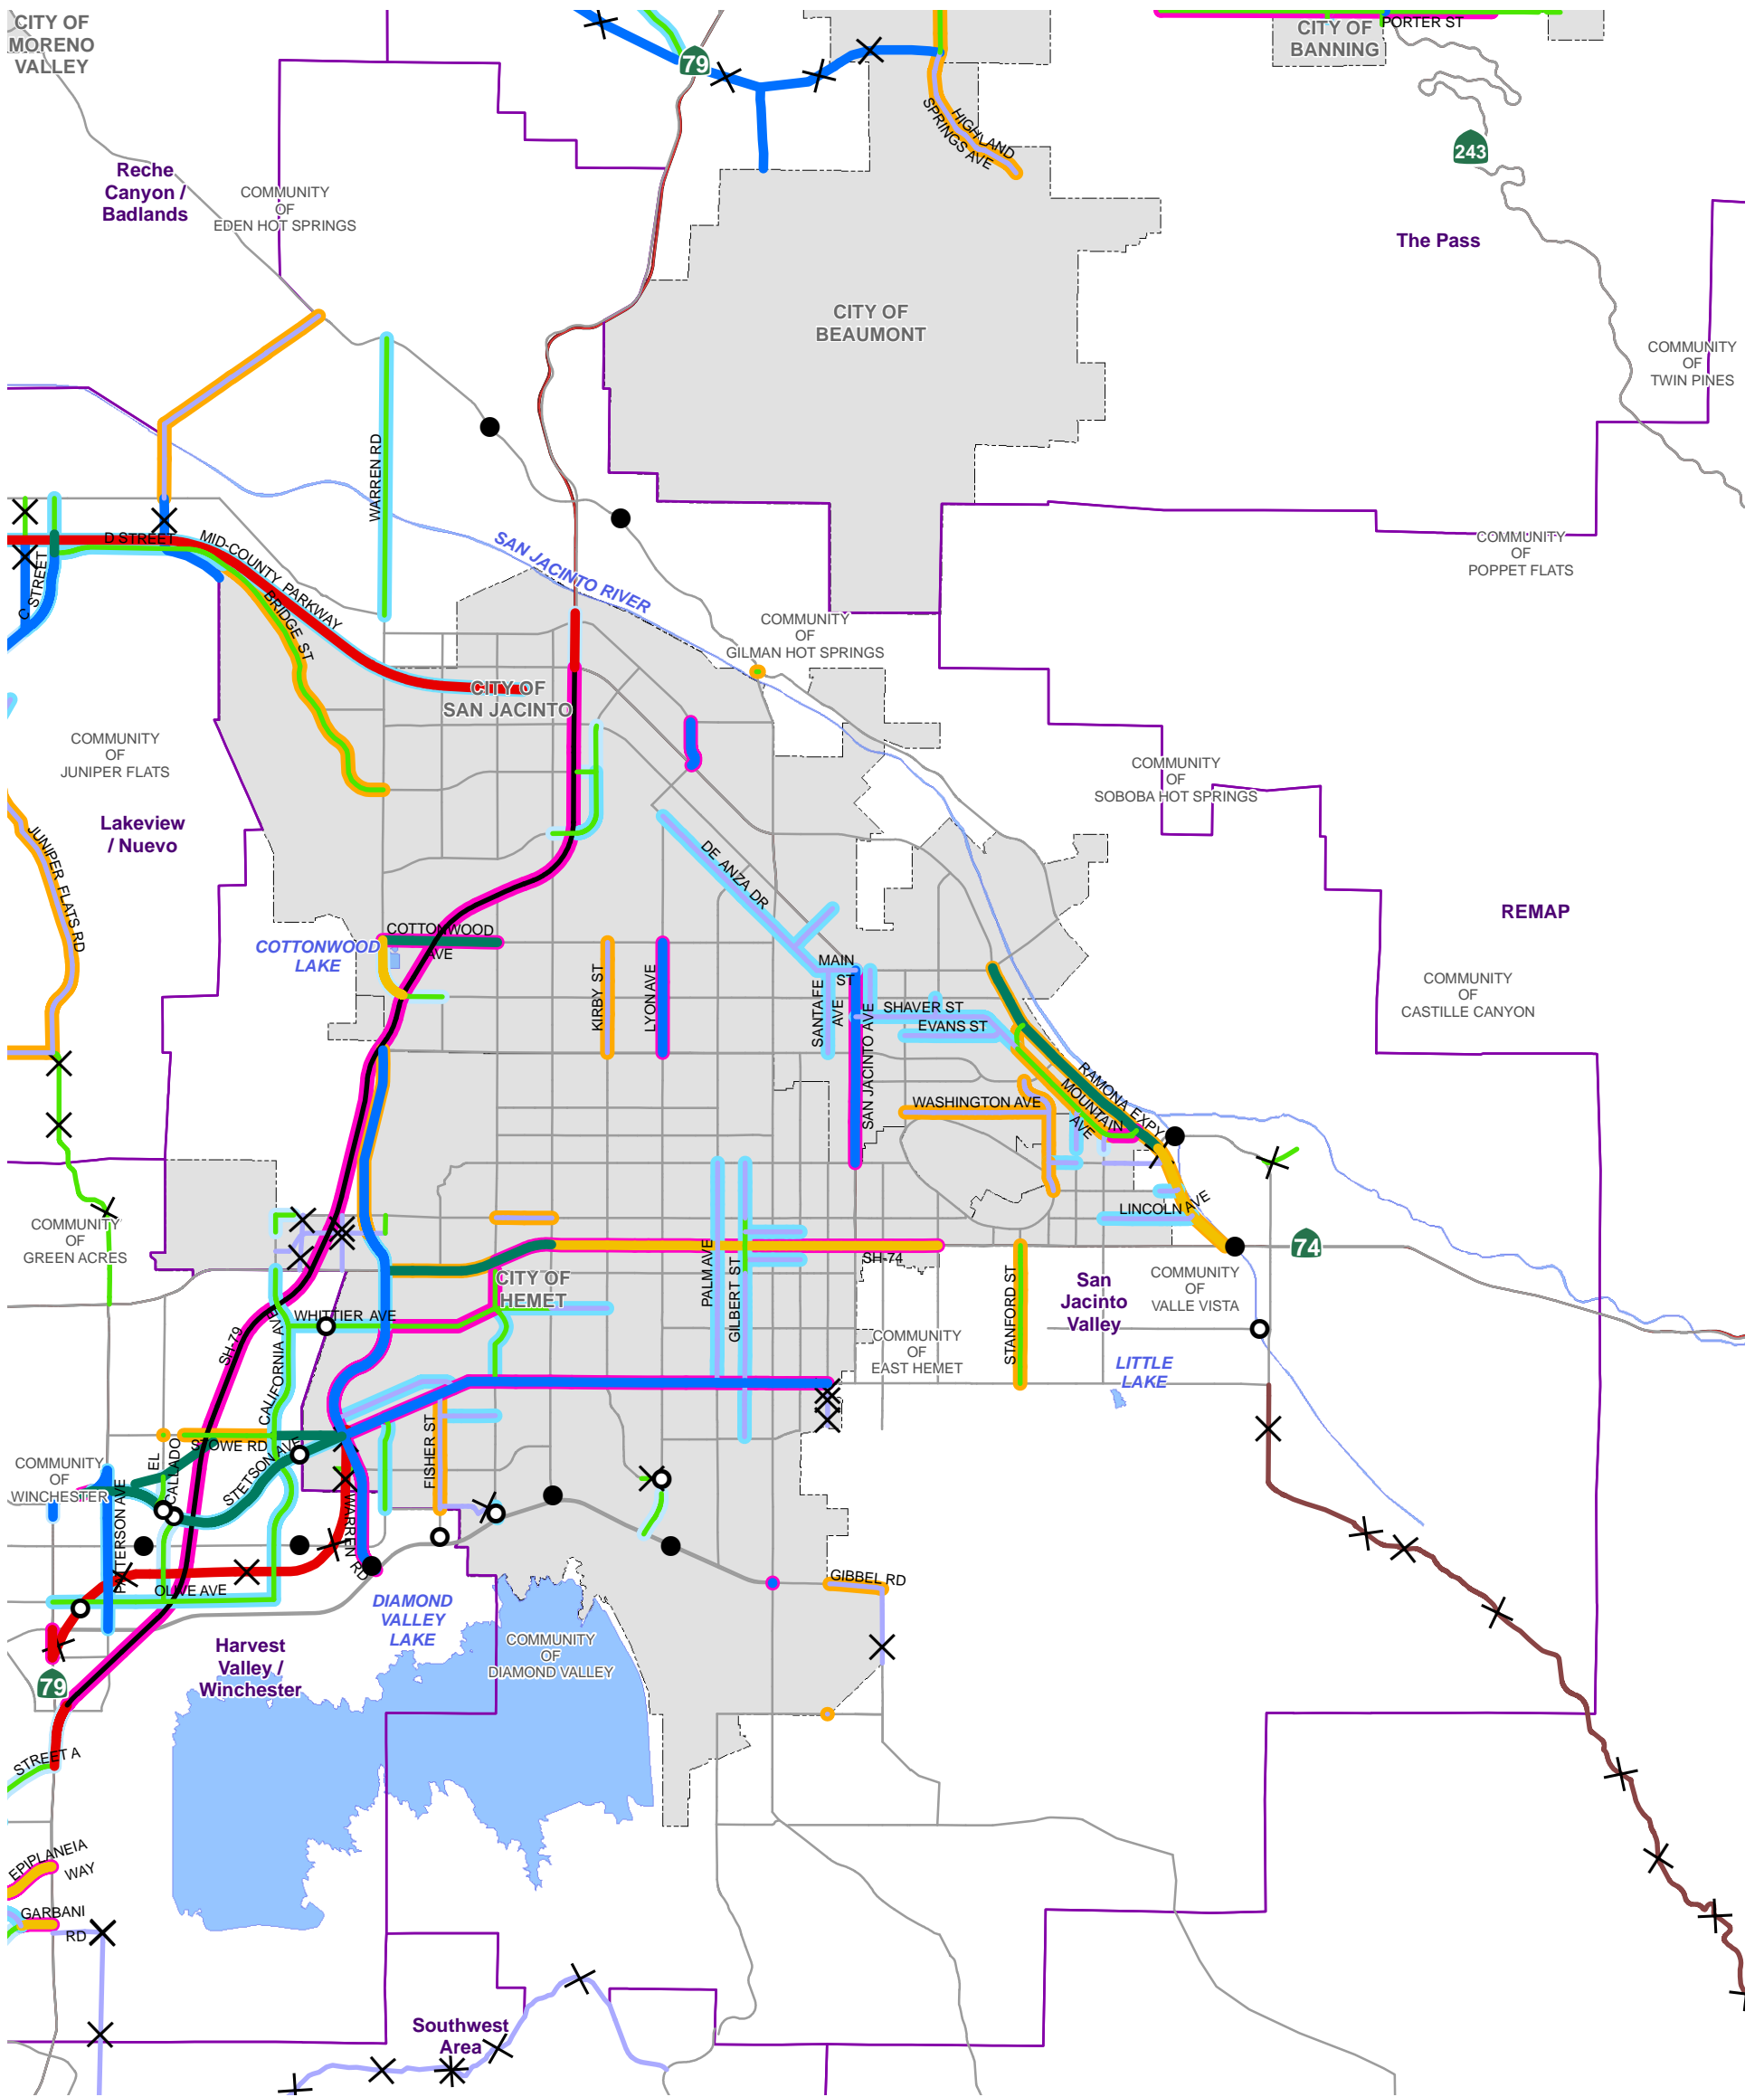 CITY OF
MORENO
VALLEY
79
CITY OF
BANNING
PORTER ST
HIGHLAND
SPRINGS AVE
243
Reche
Canyon /
Badlands
COMMUNITY
OF
EDEN HOT SPRINGS
The Pass
CITY OF
BEAUMONT
COMMUNITY
OF
TWIN PINES
WARREN RD
D STREET
MID-COUNTY PARKWAY
C STREET
BRIDGE ST
SAN JACINTO RIVER
COMMUNITY
OF
POPPET FLATS
COMMUNITY
OF
GILMAN HOT SPRINGS
CITY OF
SAN JACINTO
COMMUNITY
OF
JUNIPER FLATS
COMMUNITY
OF
SOBOBA HOT SPRINGS
Lakeview
/ Nuevo
JUNIPER FLATS RD
DE ANZA DR
REMAP
COTTONWOOD
AVE
COTTONWOOD
LAKE
KIRBY ST
LYON AVE
MAIN
ST
SANTA FE
AVE
SAN JACINTO AVE
SHAVER ST
EVANS ST
COMMUNITY
OF
CASTILLE CANYON
RAMONA EXPY
MOUNTAIN
AVE
WASHINGTON AVE
LINCOLN AVE
COMMUNITY
OF
GREEN ACRES
74
SH-74
CITY OF
HEMET
PALM AVE
GILBERT ST
STANFORD ST
San
Jacinto
Valley
COMMUNITY
OF
VALLE VISTA
WHITTIER AVE
SH-79
CALIFORNIA AVE
COMMUNITY
OF
EAST HEMET
LITTLE
LAKE
STOWE RD
EL
CALLADO
STETSON AVE
FISHER ST
COMMUNITY
OF
WINCHESTER
PATTERSON AVE
WARREN
RD
OLIVE AVE
GIBBEL RD
DIAMOND
VALLEY
LAKE
COMMUNITY
OF
DIAMOND VALLEY
Harvest
Valley /
Winchester
79
STREET A
EPIPLANEIA
WAY
GARBANI
RD
Southwest
Area